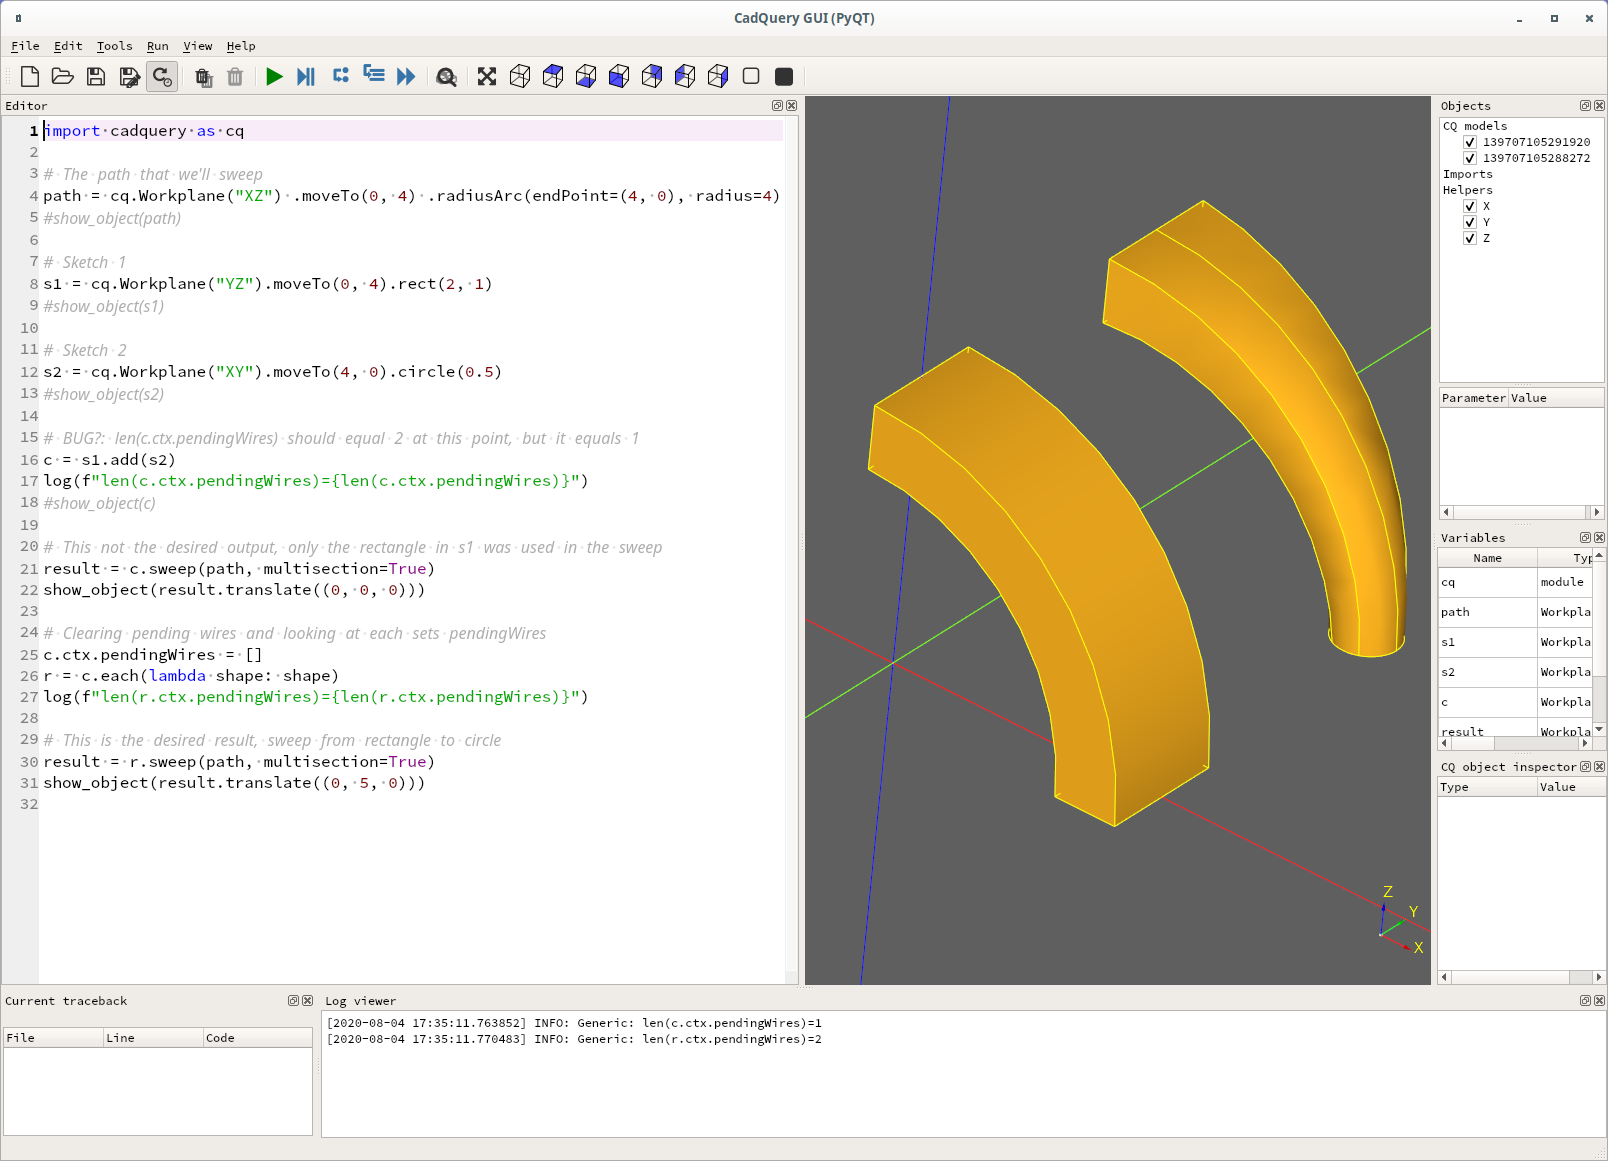 CadQuery GUI (PyQT)
File Edit Tools Run View Help
Editor
1 import·cadquery·as·cq
2
3 #·The·path·that·we'll·sweep
4 path·=·cq.Workplane("XZ")·.moveTo(0,·4)·.radiusArc(endPoint=(4,·0),·radius=4)
5 #show_object(path)
6
7 #·Sketch·1
8 s1·=·cq.Workplane("YZ").moveTo(0,·4).rect(2,·1)
9 #show_object(s1)
10
11 #·Sketch·2
12 s2·=·cq.Workplane("XY").moveTo(4,·0).circle(0.5)
13 #show_object(s2)
14
15 #·BUG?:·len(c.ctx.pendingWires)·should·equal·2·at·this·point,·but·it·equals·1
16 c·=·s1.add(s2)
17 log(f"len(c.ctx.pendingWires)={len(c.ctx.pendingWires)}")
18 #show_object(c)
19
20 #·This·not·the·desired·output,·only·the·rectangle·in·s1·was·used·in·the·sweep
21 result·=·c.sweep(path,·multisection=True)
22 show_object(result.translate((0,·0,·0)))
23
24 #·Clearing·pending·wires·and·looking·at·each·sets·pendingWires
25 c.ctx.pendingWires·=·[]
26 r·=·c.each(lambda·shape:·shape)
27 log(f"len(r.ctx.pendingWires)={len(r.ctx.pendingWires)}")
28
29 #·This·is·the·desired·result,·sweep·from·rectangle·to·circle
30 result·=·r.sweep(path,·multisection=True)
31 show_object(result.translate((0,·5,·0)))
32
Z
Y
X
Objects
CQ models
139707105291920
139707105288272
Imports
Helpers
X
Y
Z
Parameter Value
Variables
Name Typ
cq module
path Workpla
s1 Workpla
s2 Workpla
c Workpla
result Workpla
CQ object inspector
Type Value
Current traceback
File Line Code
Log viewer
[2020-08-04 17:35:11.763852] INFO: Generic: len(c.ctx.pendingWires)=1
[2020-08-04 17:35:11.770483] INFO: Generic: len(r.ctx.pendingWires)=2